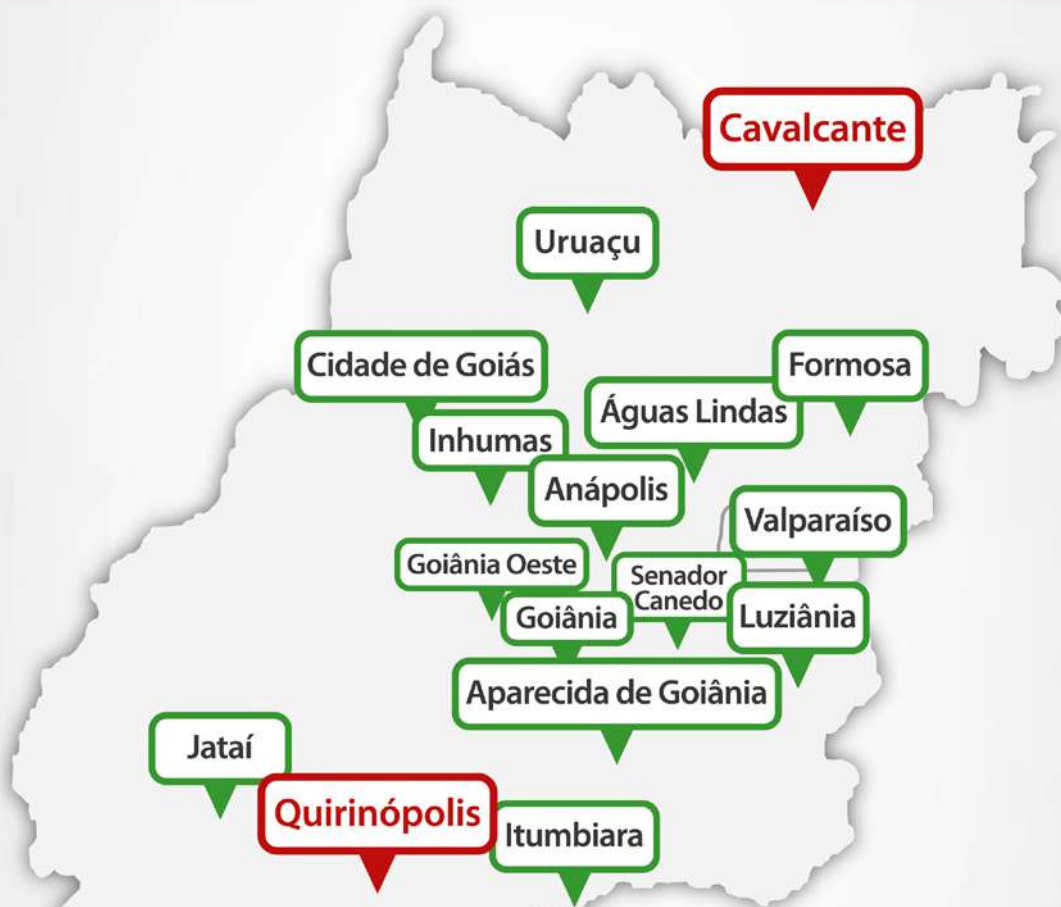 Cavalcante
Uruaçu
Cidade de Goiás
Formosa
Águas Lindas
Inhumas
Anápolis
Valparaíso
Goiânia Oeste
Senador
Canedo
Goiânia
Luziânia
Aparecida de Goiânia
Jataí
Quirinópolis
Itumbiara